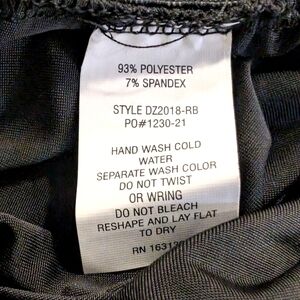 93% POLYESTER
7% SPANDEX
STYLE DZ2018-RB
PO#1230-21
HAND WASH COLD
WATER
SEPARATE WASH COLOR
DO NOT TWIST
OR WRING
DO NOT BLEACH
RESHAPE AND LAY FLAT
TO DRY
RN